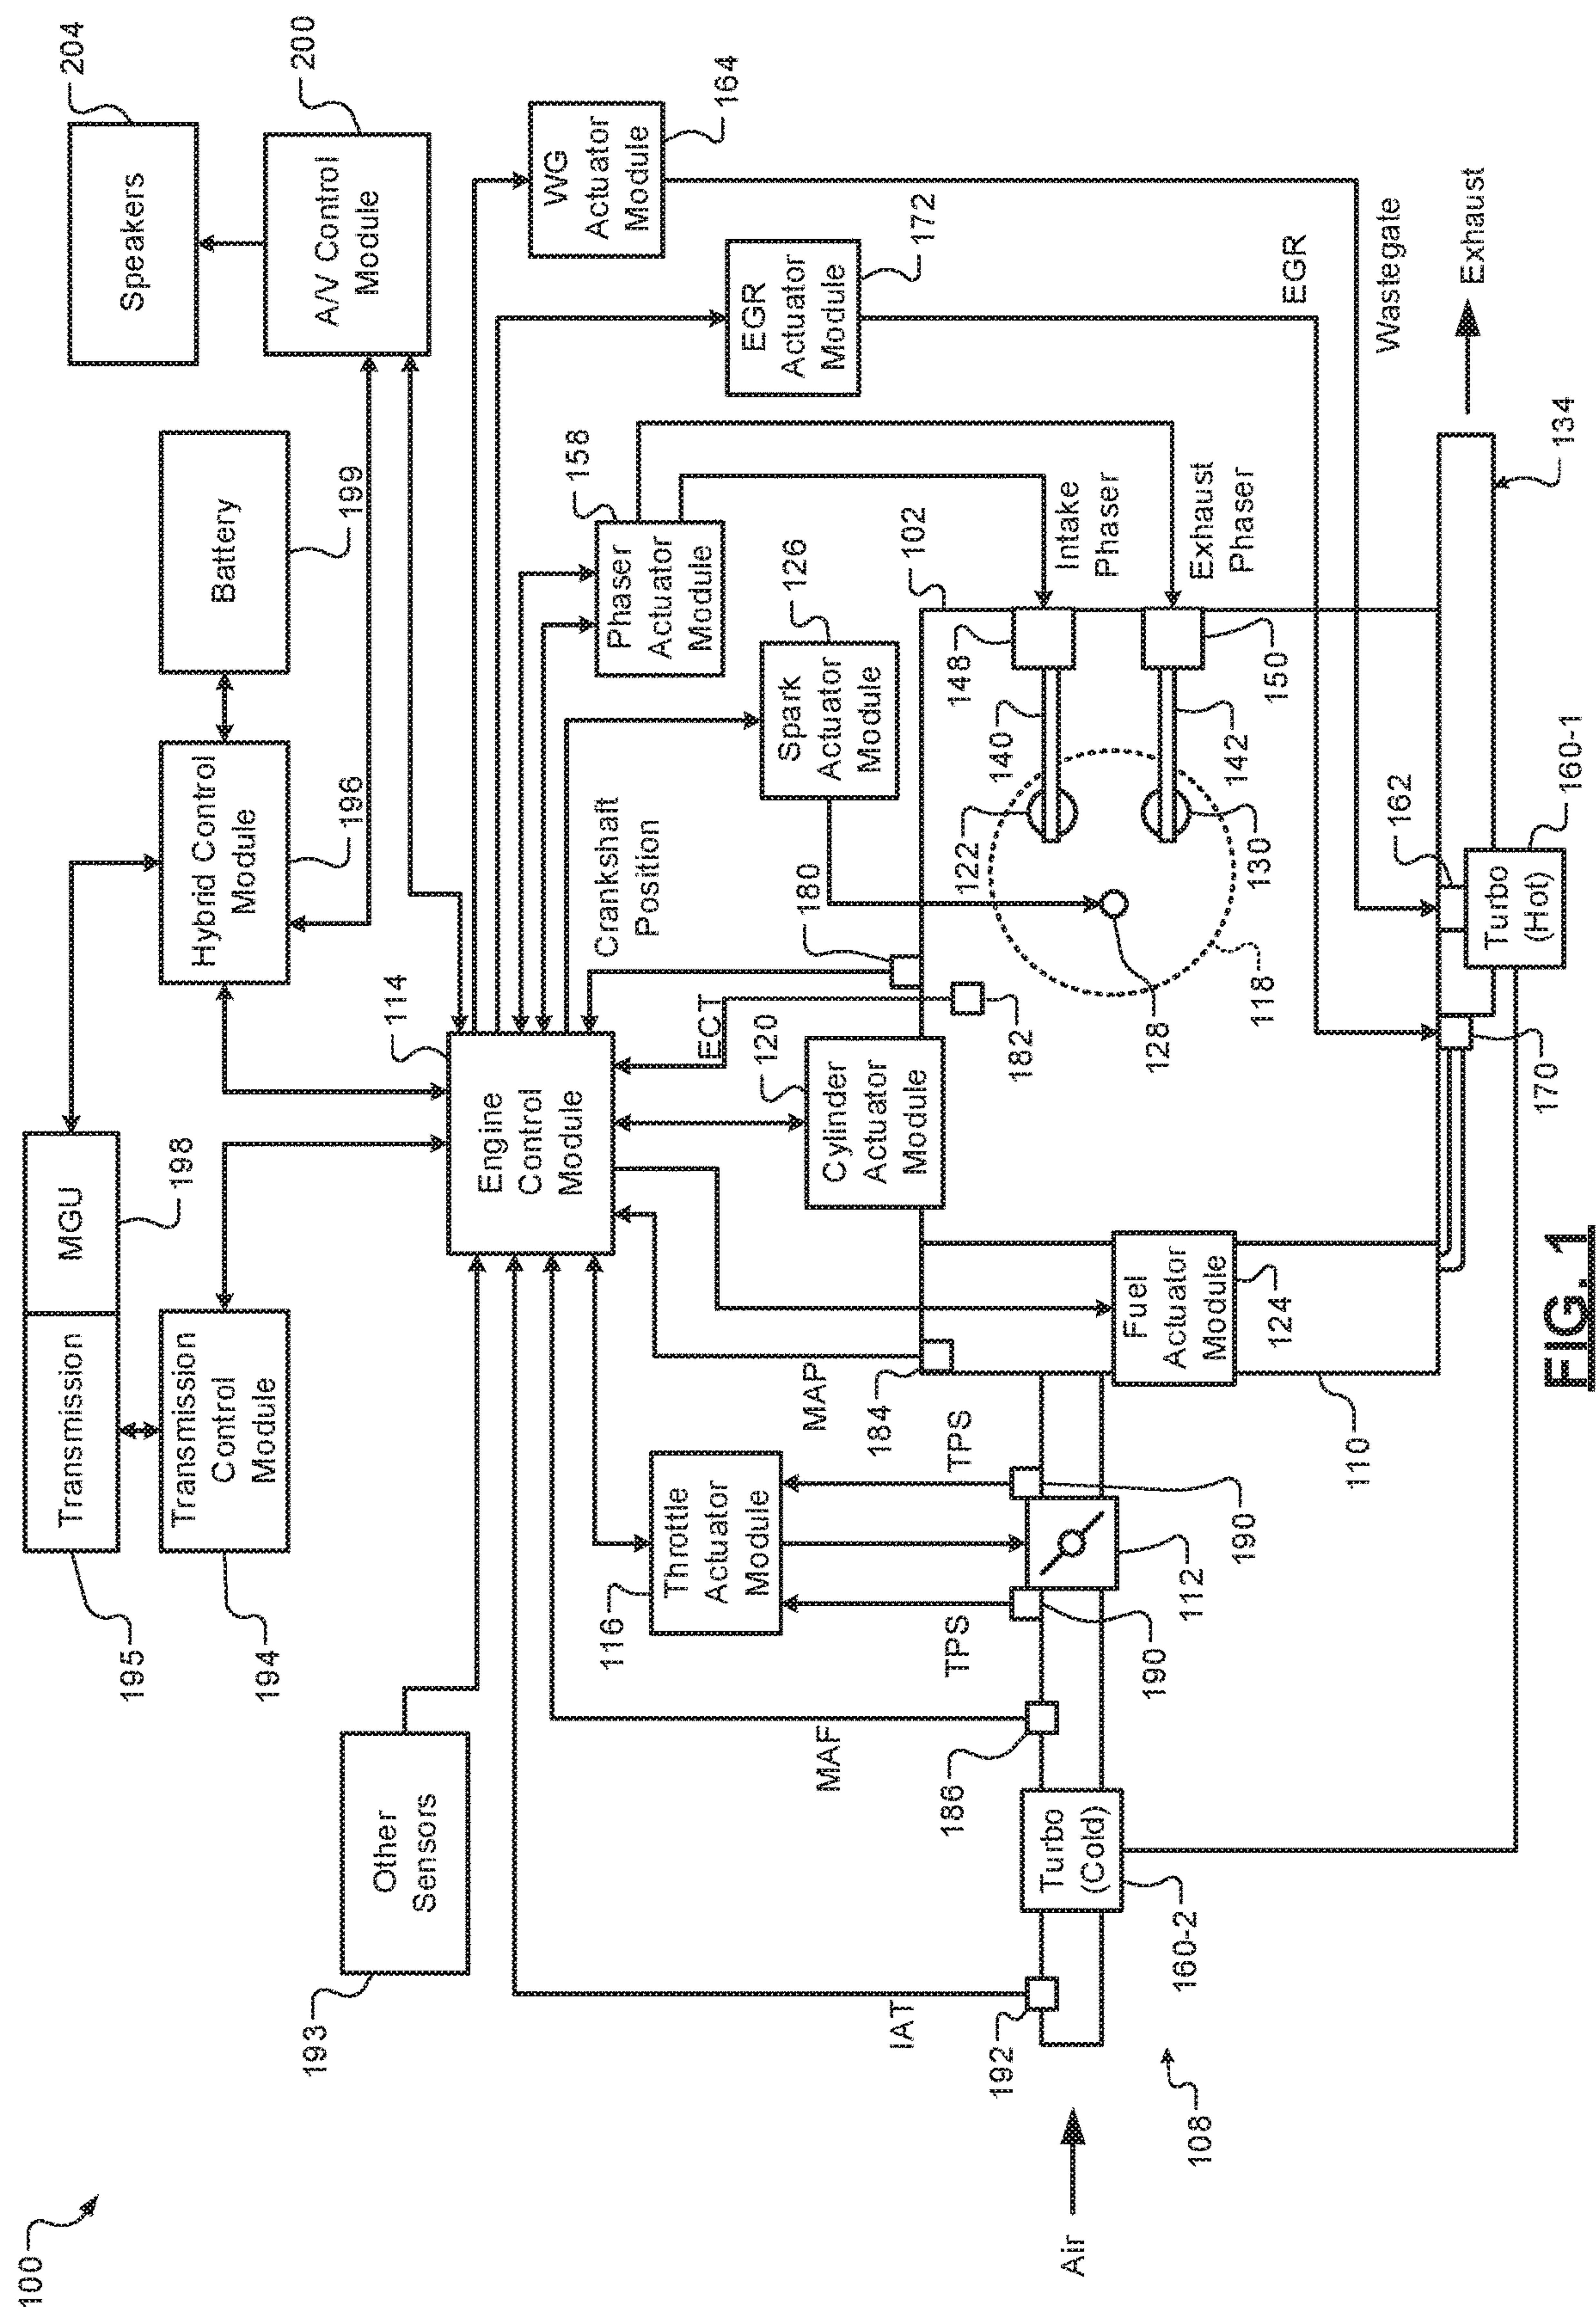 100
195
Transmission
MGU
198
194
Transmission
Control
Module
Hybrid Control
Module
196
Battery
199
Speakers
204
A/V Control
Module
200
193
Other
Sensors
114
Engine
Control
Module
158
Phaser
Actuator
Module
WG
Actuator
Module
164
EGR
Actuator
Module
172
116
Throttle
Actuator
Module
Crankshaft
Position
Spark
Actuator
Module
126
ECT
120
Cylinder
Actuator
Module
180
182
IAT
MAF
TPS
TPS
MAP
184
102
192
186
190
190
112
Air
108
Turbo
(Cold)
160-2
Fuel
Actuator
Module
124
110
122
140
148
Intake
Phaser
Exhaust
Phaser
128
118
130
142
150
EGR
Wastegate
Exhaust
170
162
Turbo
(Hot)
160-1
134
FIG. 1